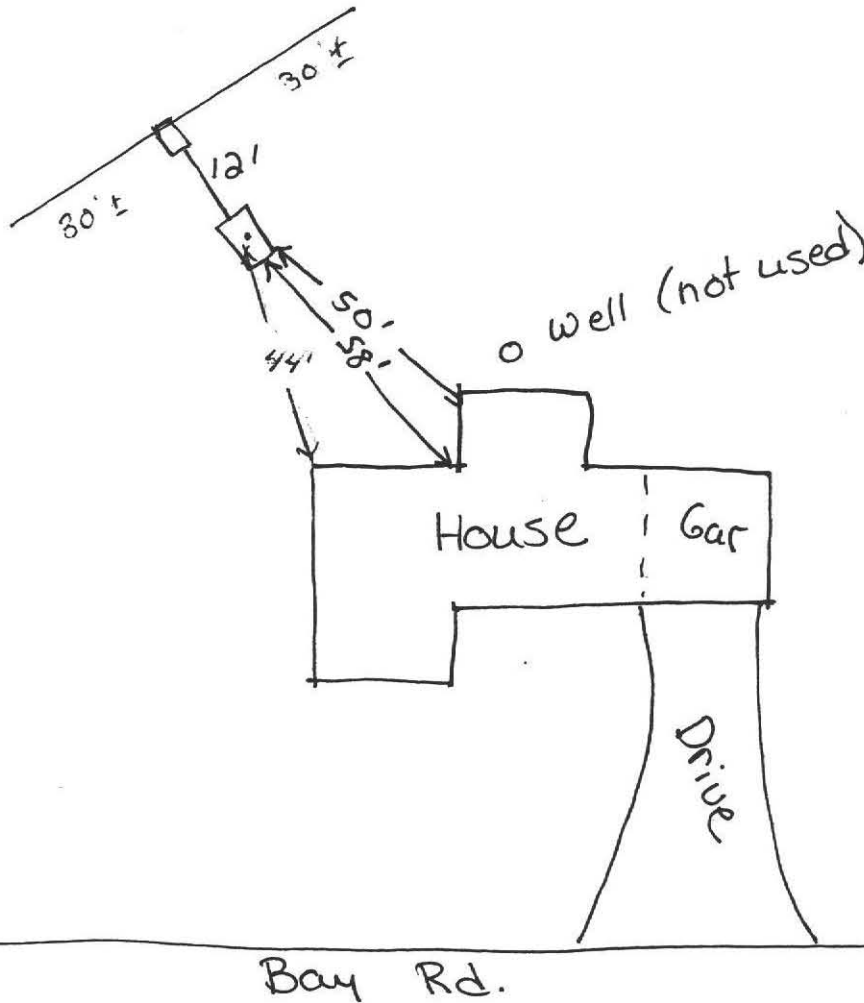 30'±
12'
30'±
50'
58'
44'
o well (not used)
House
Gar
Drive
Bay Rd.